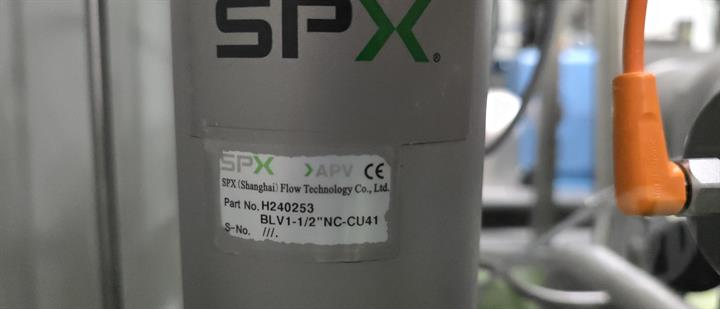 SPX®
SPX APV CE
SPX (Shanghai) Flow Technology Co., Ltd.
Part No. H240253
BLV1-1/2"NC-CU41
S-No. ///.